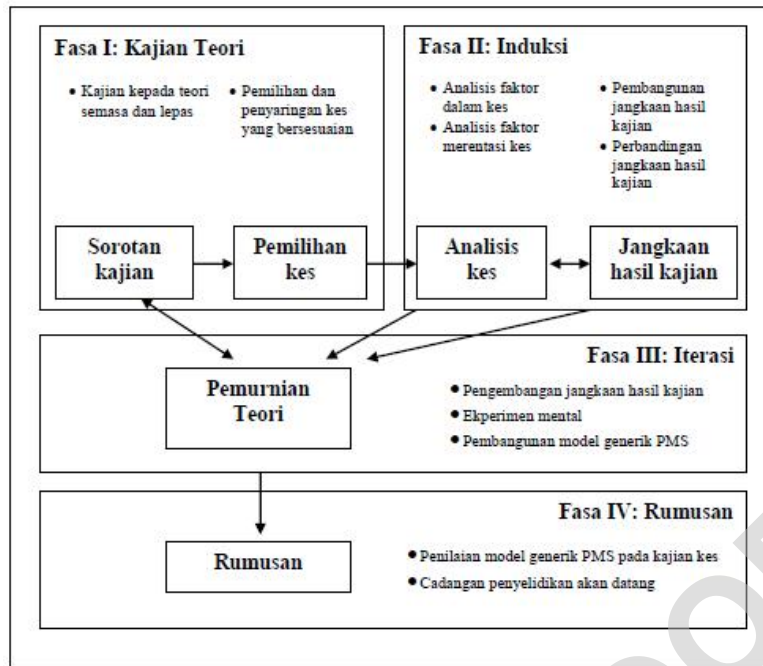 Fasa I: Kajian Teori
• Kajian kepada teori
semasa dan lepas
• Pemilihan dan
penyaringan kes
yang bersesuaian
Sorotan
kajian
Pemilihan
kes
Fasa II: Induksi
• Analisis faktor
dalam kes
• Analisis faktor
merentasi kes
• Pembangunan
jangkaan hasil
kajian
• Perbandingan
jangkaan hasil
kajian
Analisis
kes
Jangkaan
hasil kajian
Fasa III: Iterasi
Pemurnian
Teori
• Pengembangan jangkaan hasil kajian
• Ekperimen mental
• Pembangunan model generik PMS
Fasa IV: Rumusan
Rumusan
• Penilaian model generik PMS pada kajian kes
• Cadangan penyelidikan akan datang